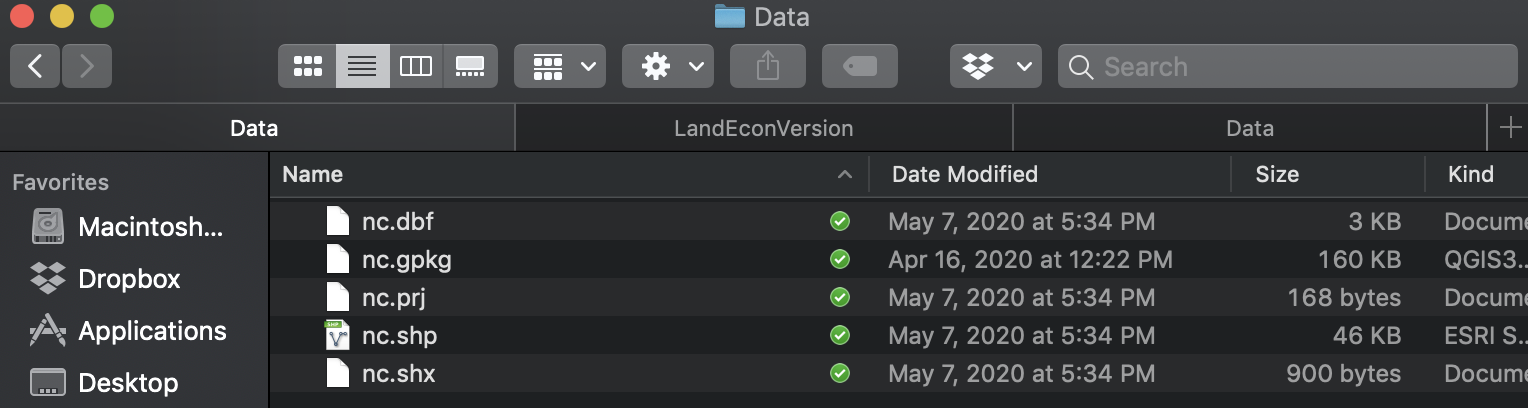 Data
Search
Data LandEconVersion Data
Favorites
Macintosh...
Dropbox
Applications
Desktop
Name Date Modified Size Kind
nc.dbf May 7, 2020 at 5:34 PM 3 KB Docume
nc.gpkg Apr 16, 2020 at 12:22 PM 160 KB QGIS3...
nc.prj May 7, 2020 at 5:34 PM 168 bytes Docume
SHP nc.shp May 7, 2020 at 5:34 PM 46 KB ESRI S...
nc.shx May 7, 2020 at 5:34 PM 900 bytes Docume